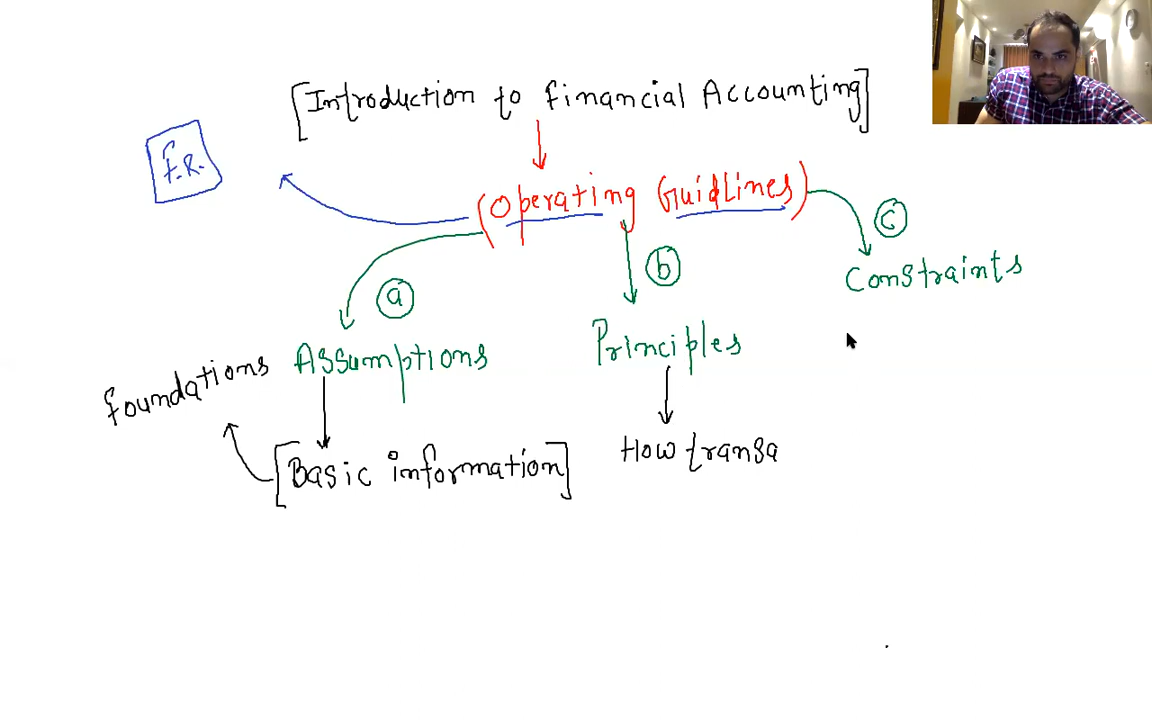 [Introduction to financial Accounting]
F.R.
(Operating Guidlines)
a
b
c
Constraints
Assumptions
Principles
foundations
[Basic information]
How transa